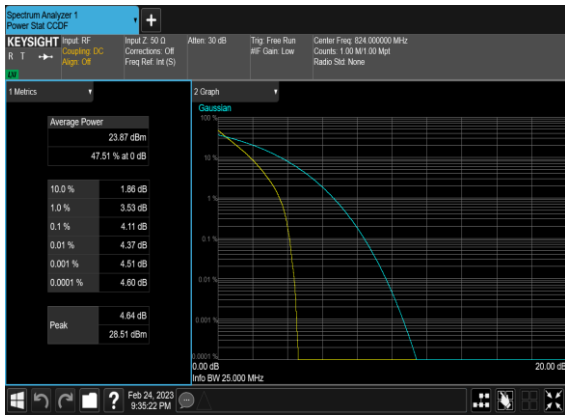 Spectrum Analyzer 1
Power Stat CCDF
+
KEYSIGHT
R T
Input: RF
Coupling: DC
Align: Off
Input Z: 50 Ω
Corrections: Off
Freq Ref: Int (S)
Atten: 30 dB
Trig: Free Run
#IF Gain: Low
Center Freq: 824.000000 MHz
Counts: 1.00 M/1.00 Mpt
Radio Std: None
1 Metrics
Average Power
23.87 dBm
47.51 % at 0 dB
10.0 % 1.86 dB
1.0 % 3.53 dB
0.1 % 4.11 dB
0.01 % 4.37 dB
0.001 % 4.51 dB
0.0001 % 4.60 dB
Peak
4.64 dB
28.51 dBm
2 Graph
Gaussian
100 %
10 %
1 %
0.1 %
0.01 %
0.001 %
0.0001 %
0.00 dB 20.00 dB
Info BW 25.000 MHz
?
Feb 24, 2023
9:35:22 PM